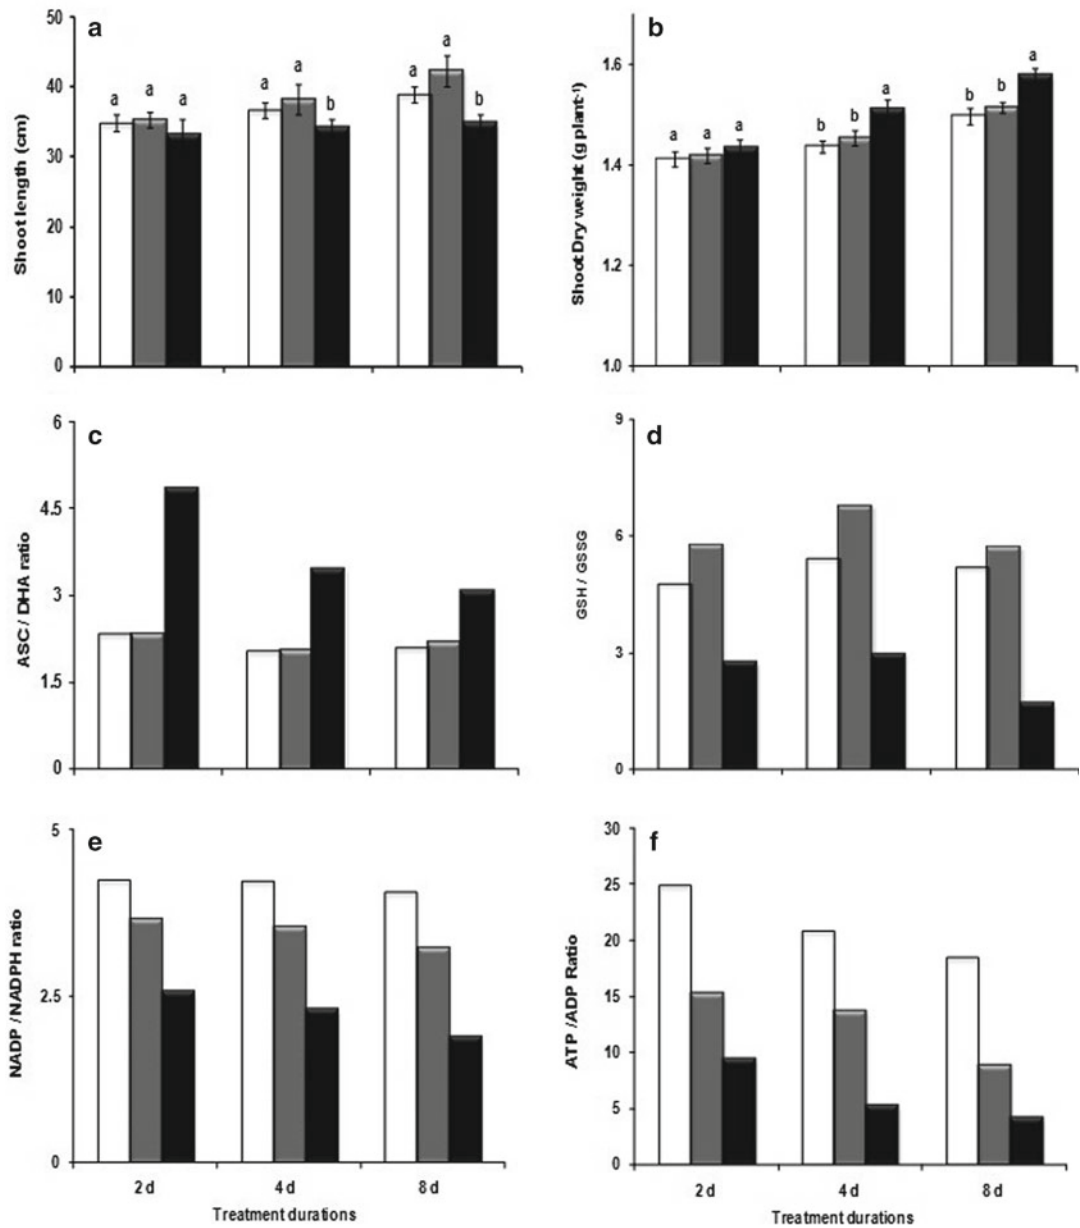 a
50
40
30
20
10
0
Shoot length (cm)
a a a
a a b
a a b
b
1.6
1.4
1.2
1.0
Shoot Dry weight (g plant-1)
a a a
b b a
b b a
c
6
4.5
3
1.5
0
ASC / DHA ratio
d
9
6
3
0
GSH / GSSG
e
5
2.5
0
NADP /NADPH ratio
2 d 4 d 8 d
Treatment durations
f
30
25
20
15
10
5
0
ATP /ADP Ratio
2 d 4 d 8 d
Treatment durations